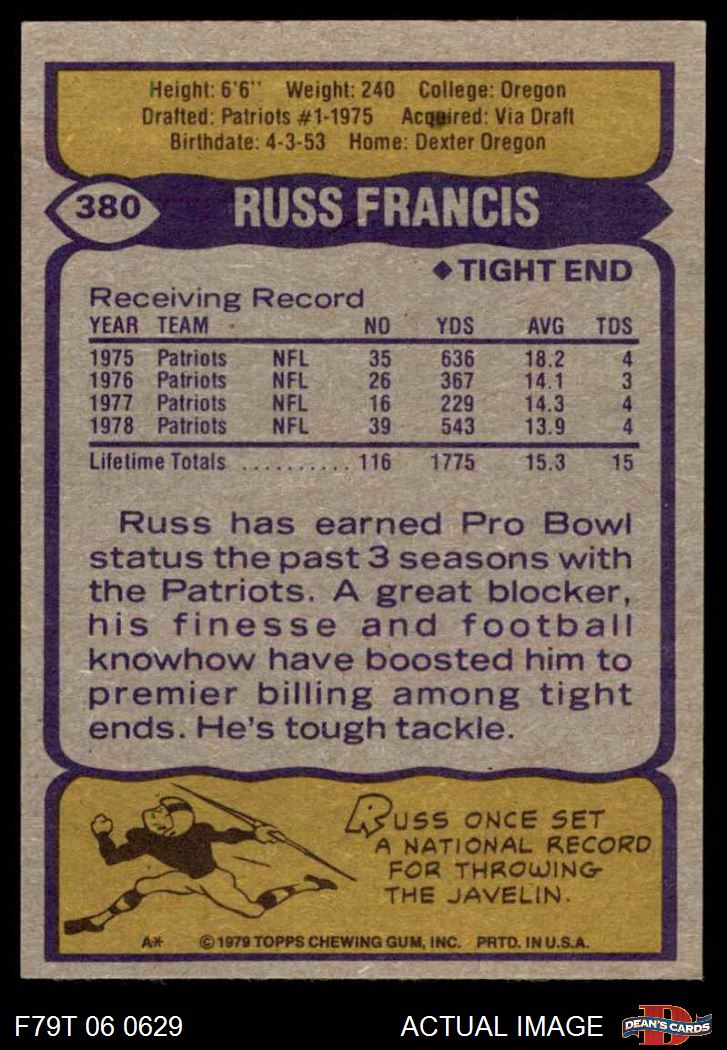 Height: 6'6'' Weight: 240 College: Oregon
Drafted: Patriots #1-1975 Acquired: Via Draft
Birthdate: 4-3-53 Home: Dexter Oregon
380 RUSS FRANCIS
◆TIGHT END
Receiving Record
YEAR TEAM NO YDS AVG TDS
1975 Patriots NFL 35 636 18.2 4
1976 Patriots NFL 26 367 14.1 3
1977 Patriots NFL 16 229 14.3 4
1978 Patriots NFL 39 543 13.9 4
Lifetime Totals .......... 116 1775 15.3 15
Russ has earned Pro Bowl
status the past 3 seasons with
the Patriots. A great blocker,
his finesse and football
knowhow have boosted him to
premier billing among tight
ends. He's tough tackle.
RUSS ONCE SET
A NATIONAL RECORD
FOR THROWING
THE JAVELIN.
A* ©1979 TOPPS CHEWING GUM, INC. PRTD. IN U.S.A.
F79T 06 0629 ACTUAL IMAGE D DEAN'S CARDS